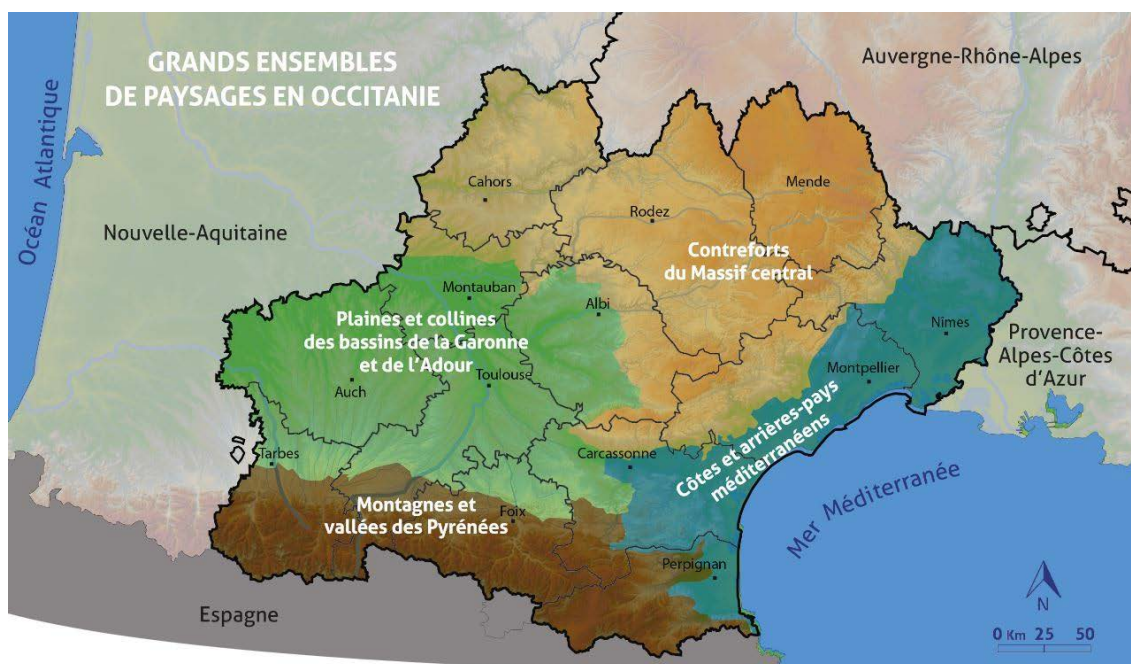 GRANDS ENSEMBLES
DE PAYSAGES EN OCCITANIE
Auvergne-Rhône-Alpes
Océan Atlantique
Nouvelle-Aquitaine
Cahors
Mende
Rodez
Contreforts
du Massif central
Montauban
Albi
Nîmes
Plaines et collines
des bassins de la Garonne
et de l'Adour
Provence-
Alpes-Côtes
d'Azur
Montpellier
Toulouse
Auch
Côtes et arrières-pays
méditerranéens
Tarbes
Carcassonne
Mer Méditerranée
Montagnes et
vallées des Pyrénées
Foix
Perpignan
Espagne
N
0 Km 25 50